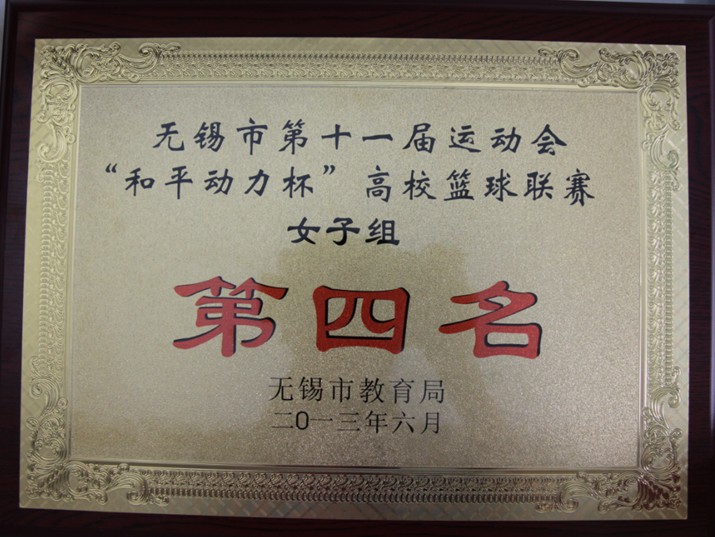 无锡市第十一届运动会
“和平动力杯”高校篮球联赛
女子组
第四名
无锡市教育局
二0一三年六月